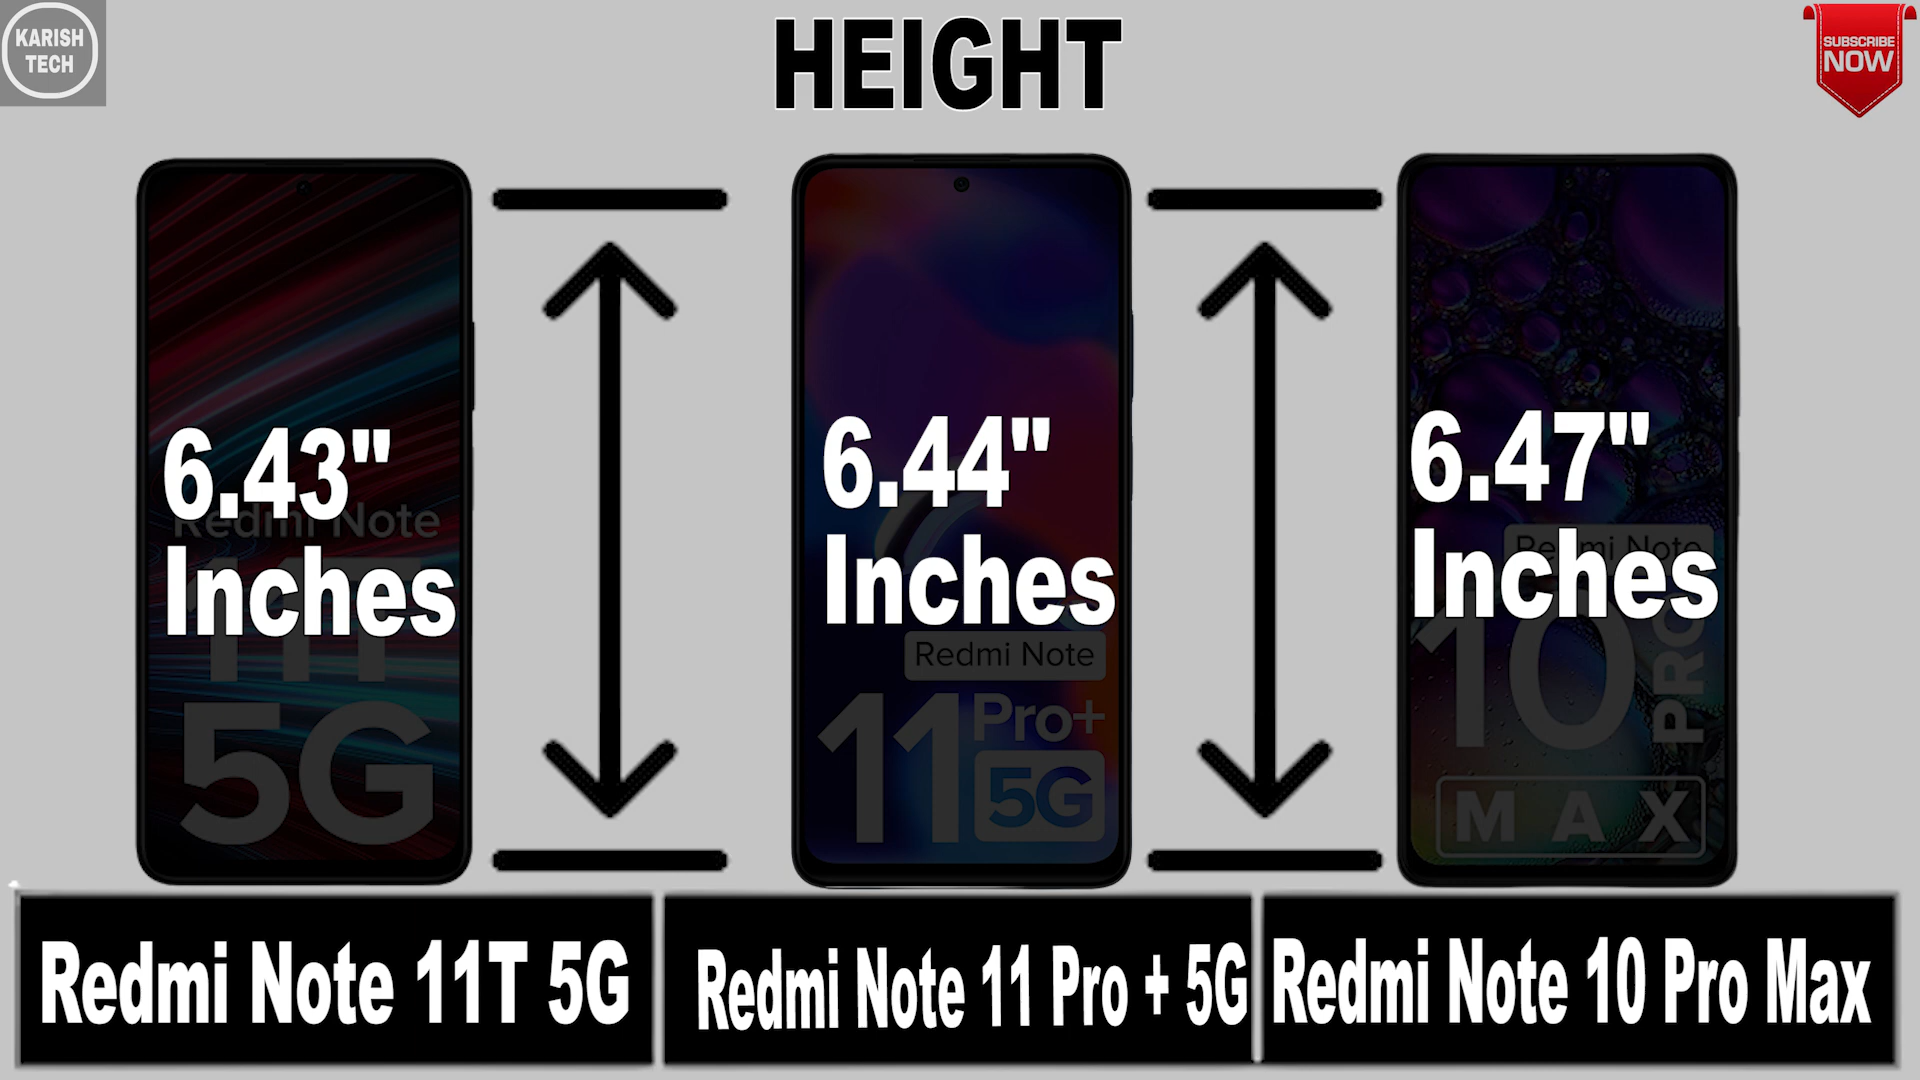 KARISH
TECH
HEIGHT
SUBSCRIBE
NOW
6.43"
Inches
Redmi Note
11T
5G
6.44"
Inches
Redmi Note
11 Pro+
5G
6.47"
Inches
Redmi Note
10 PRO
MAX
Redmi Note 11T 5G
Redmi Note 11 Pro + 5G
Redmi Note 10 Pro Max